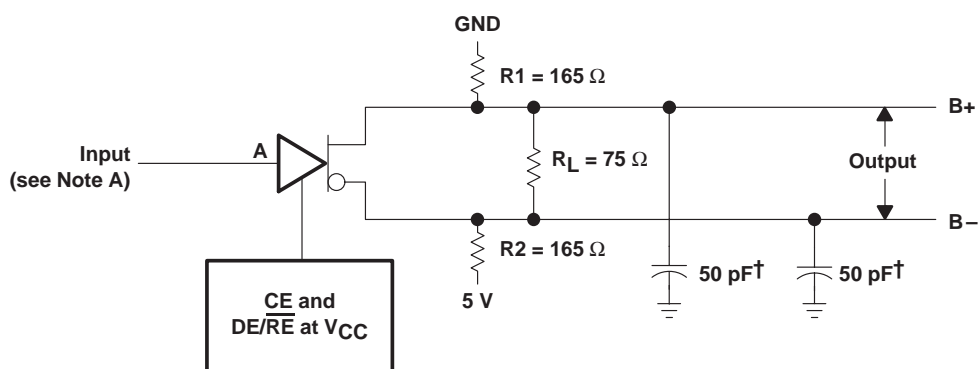 GND
R1 = 165 Ω
B+
A
Input
(see Note A)
RL = 75 Ω
Output
B−
R2 = 165 Ω
5 V
50 pF†
50 pF†
CE and
DE/R̅E̅ at VCC